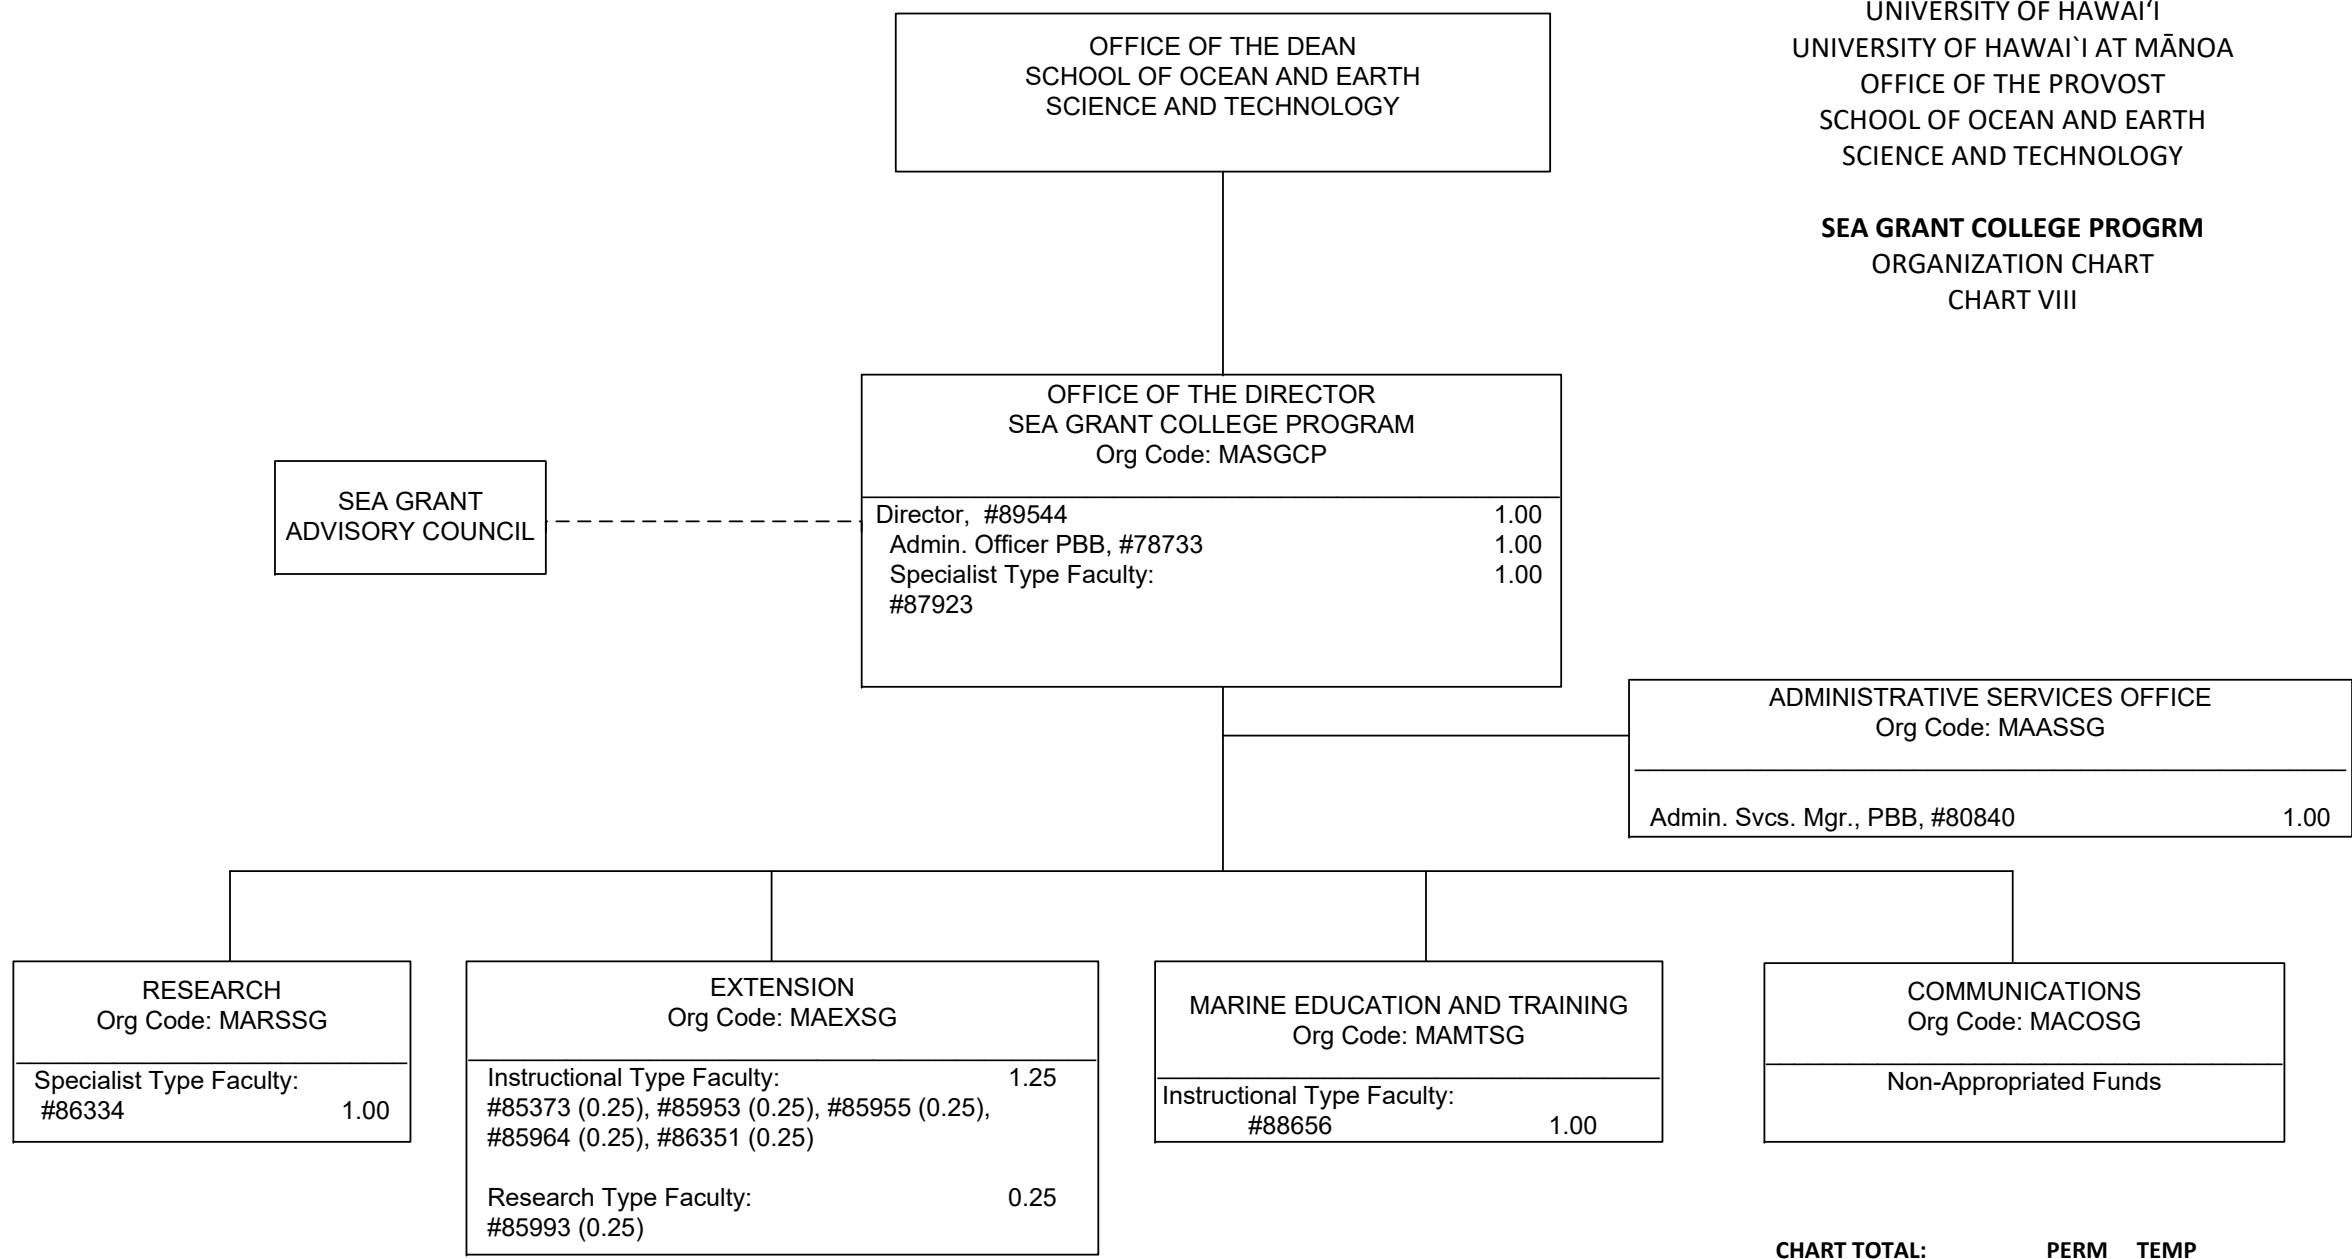 OFFICE OF THE DEAN
SCHOOL OF OCEAN AND EARTH
SCIENCE AND TECHNOLOGY
UNIVERSITY OF HAWAI‘I
UNIVERSITY OF HAWAI`I AT MĀNOA
OFFICE OF THE PROVOST
SCHOOL OF OCEAN AND EARTH
SCIENCE AND TECHNOLOGY
SEA GRANT COLLEGE PROGRM
ORGANIZATION CHART
CHART VIII
OFFICE OF THE DIRECTOR
SEA GRANT COLLEGE PROGRAM
Org Code: MASGCP
Director, #89544 1.00
Admin. Officer PBB, #78733 1.00
Specialist Type Faculty: 1.00
#87923
SEA GRANT
ADVISORY COUNCIL
ADMINISTRATIVE SERVICES OFFICE
Org Code: MAASSG
Admin. Svcs. Mgr., PBB, #80840 1.00
RESEARCH
Org Code: MARSSG
Specialist Type Faculty:
#86334 1.00
EXTENSION
Org Code: MAEXSG
Instructional Type Faculty: 1.25
#85373 (0.25), #85953 (0.25), #85955 (0.25),
#85964 (0.25), #86351 (0.25)
Research Type Faculty: 0.25
#85993 (0.25)
MARINE EDUCATION AND TRAINING
Org Code: MAMTSG
Instructional Type Faculty:
#88656 1.00
COMMUNICATIONS
Org Code: MACOSG
Non-Appropriated Funds
CHART TOTAL: PERM TEMP